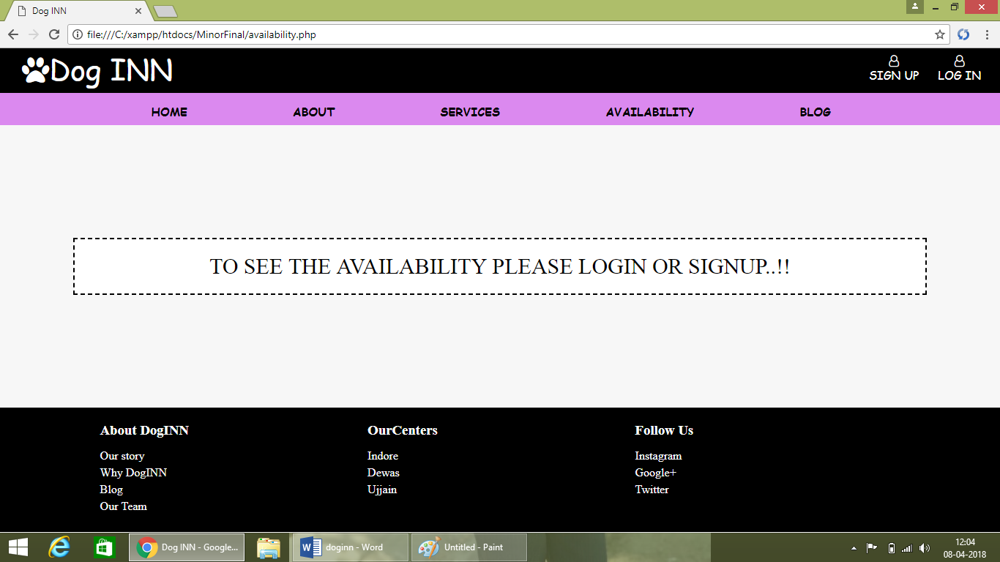 Dog INN
file:///C:/xampp/htdocs/MinorFinal/availability.php
Dog INN
SIGN UP LOG IN
HOME ABOUT SERVICES AVAILABILITY BLOG
TO SEE THE AVAILABILITY PLEASE LOGIN OR SIGNUP..!!
About DogINN OurCenters Follow Us
Our story Indore Instagram
Why DogINN Dewas Google+
Blog Ujjain Twitter
Our Team
Dog INN - Google... doginn - Word Untitled - Paint
12:04
08-04-2018